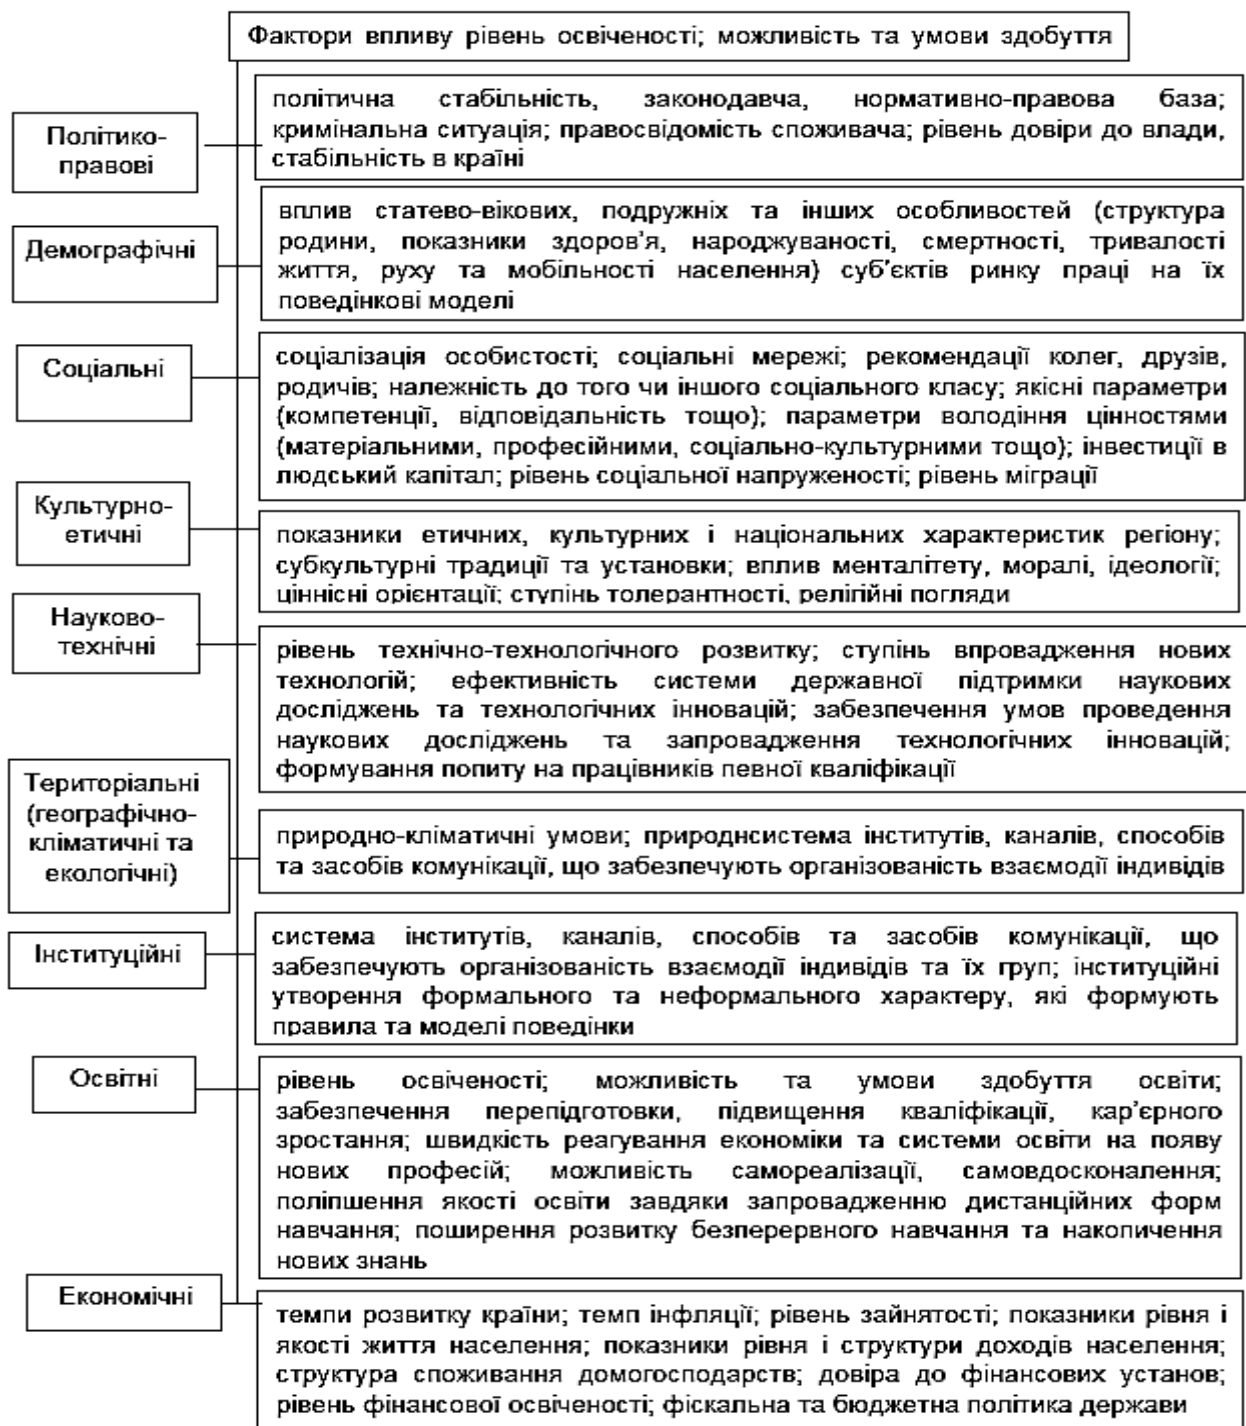 Фактори впливу рівень освіченості; можливість та умови здобуття
Політико-
правові
політична стабільність, законодавча, нормативно-правова база;
кримінальна ситуація; правосвідомість споживача; рівень довіри до влади,
стабільність в країні
Демографічні
вплив статево-вікових, подружніх та інших особливостей (структура
родини, показники здоров’я, народжуваності, смертності, тривалості
життя, руху та мобільності населення) суб’єктів ринку праці на їх
поведінкові моделі
Соціальні
соціалізація особистості; соціальні мережі; рекомендації колег, друзів,
родичів; належність до того чи іншого соціального класу; якісні параметри
(компетенції, відповідальність тощо); параметри володіння цінностями
(матеріальними, професійними, соціально-культурними тощо); інвестиції в
людський капітал; рівень соціальної напруженості; рівень міграції
Культурно-
етичні
показники етичних, культурних і національних характеристик регіону;
субкультурні традиції та установки; вплив менталітету, моралі, ідеології;
ціннісні орієнтації; ступінь толерантності, релігійні погляди
Науково-
технічні
рівень технічно-технологічного розвитку; ступінь впровадження нових
технологій; ефективність системи державної підтримки наукових
досліджень та технологічних інновацій; забезпечення умов проведення
наукових досліджень та запровадження технологічних інновацій;
формування попиту на працівників певної кваліфікації
Територіальні
(географічно-
кліматичні та
екологічні)
природно-кліматичні умови; природнсистема інститутів, каналів, способів
та засобів комунікації, що забезпечують організованість взаємодії індивідів
Інституційні
система інститутів, каналів, способів та засобів комунікації, що
забезпечують організованість взаємодії індивідів та їх груп; інституційні
утворення формального та неформального характеру, які формують
правила та моделі поведінки
Освітні
рівень освіченості; можливість та умови здобуття освіти;
забезпечення перепідготовки, підвищення кваліфікації, кар’єрного
зростання; швидкість реагування економіки та системи освіти на появу
нових професій; можливість самореалізації, самовдосконалення;
поліпшення якості освіти завдяки запровадженню дистанційних форм
навчання; поширення розвитку безперервного навчання та накопичення
нових знань
Економічні
темпи розвитку країни; темп інфляції; рівень зайнятості; показники рівня і
якості життя населення; показники рівня і структури доходів населення;
структура споживання домогосподарств; довіра до фінансових установ;
рівень фінансової освіченості; фіскальна та бюджетна політика держави